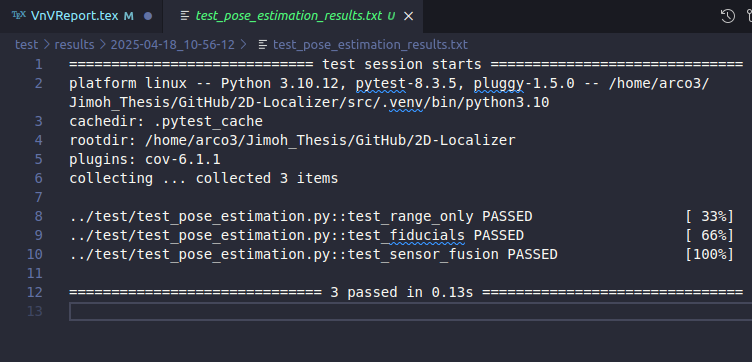 TEX VnVReport.tex M
test_pose_estimation_results.txt U
test > results > 2025-04-18_10-56-12 > test_pose_estimation_results.txt
1 ============================= test session starts ==============================
2 platform linux -- Python 3.10.12, pytest-8.3.5, pluggy-1.5.0 -- /home/arco3/
Jimoh_Thesis/GitHub/2D-Localizer/src/.venv/bin/python3.10
3 cachedir: .pytest_cache
4 rootdir: /home/arco3/Jimoh_Thesis/GitHub/2D-Localizer
5 plugins: cov-6.1.1
6 collecting ... collected 3 items
7
8 ../test/test_pose_estimation.py::test_range_only PASSED [ 33%]
9 ../test/test_pose_estimation.py::test_fiducials PASSED [ 66%]
10 ../test/test_pose_estimation.py::test_sensor_fusion PASSED [100%]
11
12 ============================== 3 passed in 0.13s ===============================
13